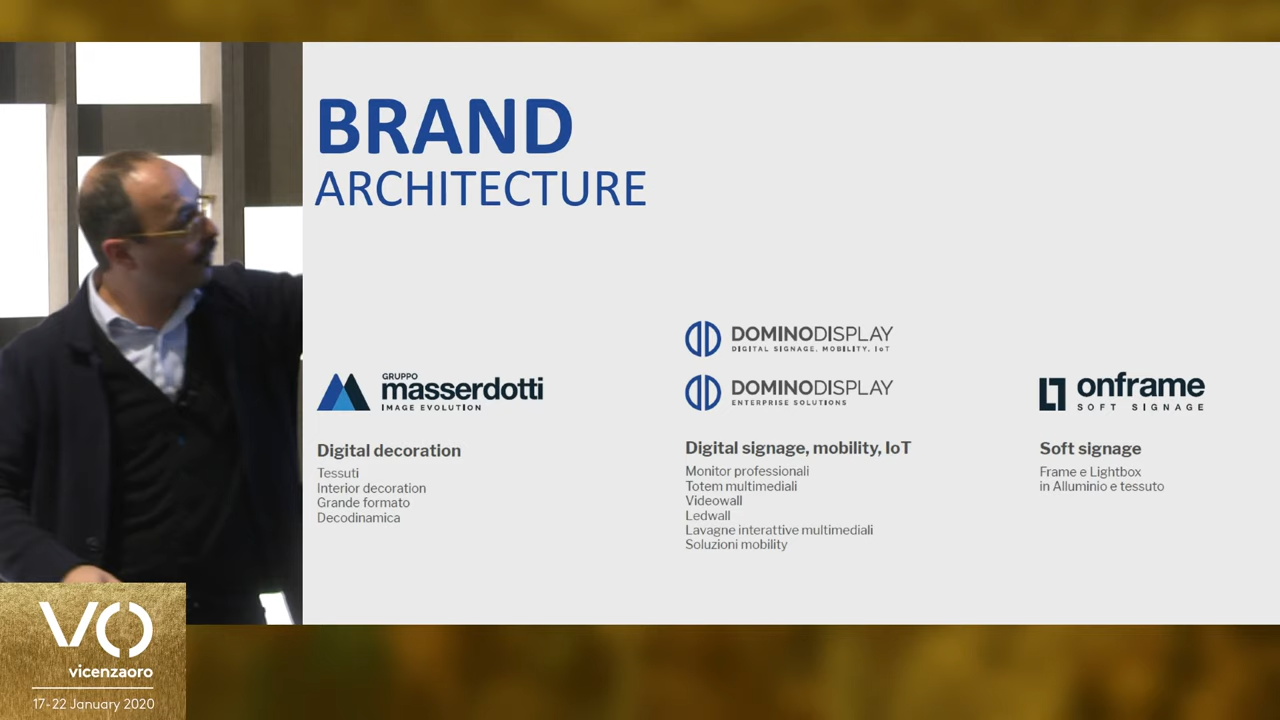 BRAND
ARCHITECTURE
GRUPPO
masserdotti
IMAGE EVOLUTION
Digital decoration
Tessuti
Interior decoration
Grande formato
Decodinamica
DOMINODISPLAY
DIGITAL SIGNAGE, MOBILITY, IoT
DOMINODISPLAY
ENTERPRISE SOLUTIONS
Digital signage, mobility, IoT
Monitor professionali
Totem multimediali
Videowall
Ledwall
Lavagne interattive multimediali
Soluzioni mobility
onframe
SOFT SIGNAGE
Soft signage
Frame e Lightbox
in Alluminio e tessuto
VO
vicenzaoro
17-22 January 2020